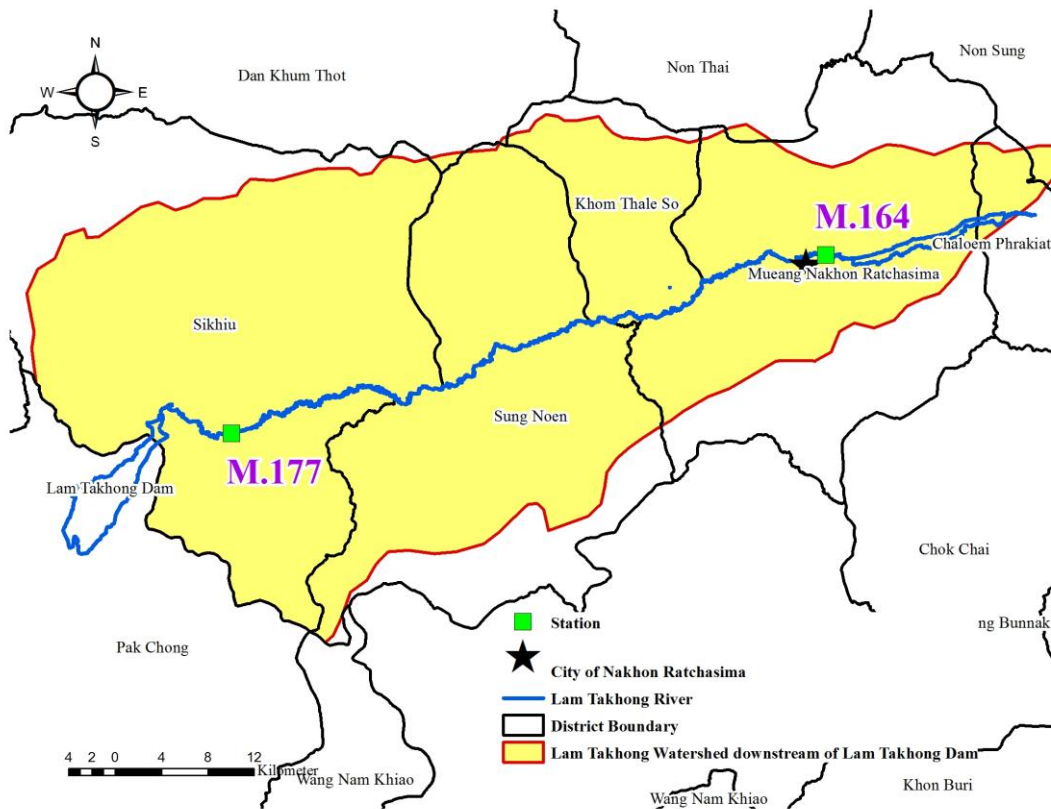 Non Sung
Non Thai
Dan Khum Thot
N
W E
S
Khom Thale So
M.164
Chaloem Phrakiat
Mueang Nakhon Ratchasima
Sikhiu
Sung Noen
M.177
Lam Takhong Dam
Chok Chai
Pak Chong
ng Bunnak
Station
City of Nakhon Ratchasima
Lam Takhong River
District Boundary
Lam Takhong Watershed downstream of Lam Takhong Dam
4 2 0 4 8 12
Kilometer
Wang Nam Khiao
Wang Nam Khiao
Khon Buri